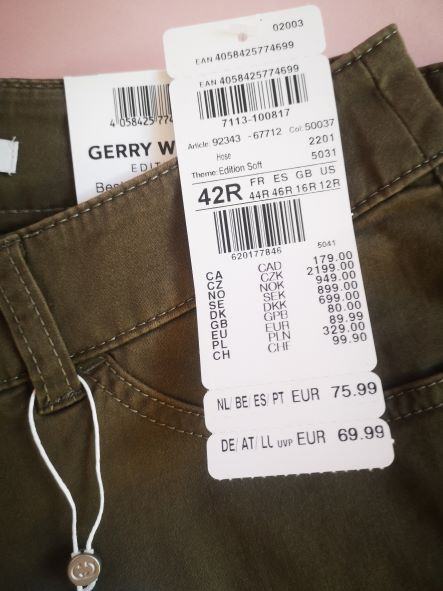 02003
EAN 4058425774699
EAN 4058425774699
7113-100817
Article: 92343 -67712 Col: 50037
Hose 2201
Theme: Edition Soft 5031
42R FR ES GB US
44R 46R 16R 12R
620177846
5041
CA CAD 179.00
CZ CZK 2199.00
NO NOK 949.00
SE SEK 899.00
DK DKK 699.00
GB GPB 80.00
EU EUR 89.99
PL PLN 329.00
CH CHF 99.90
NL/BE/ES/PT EUR 75.99
DE/AT/LU UVP EUR 69.99
4 058425 774
GERRY W
EDIT